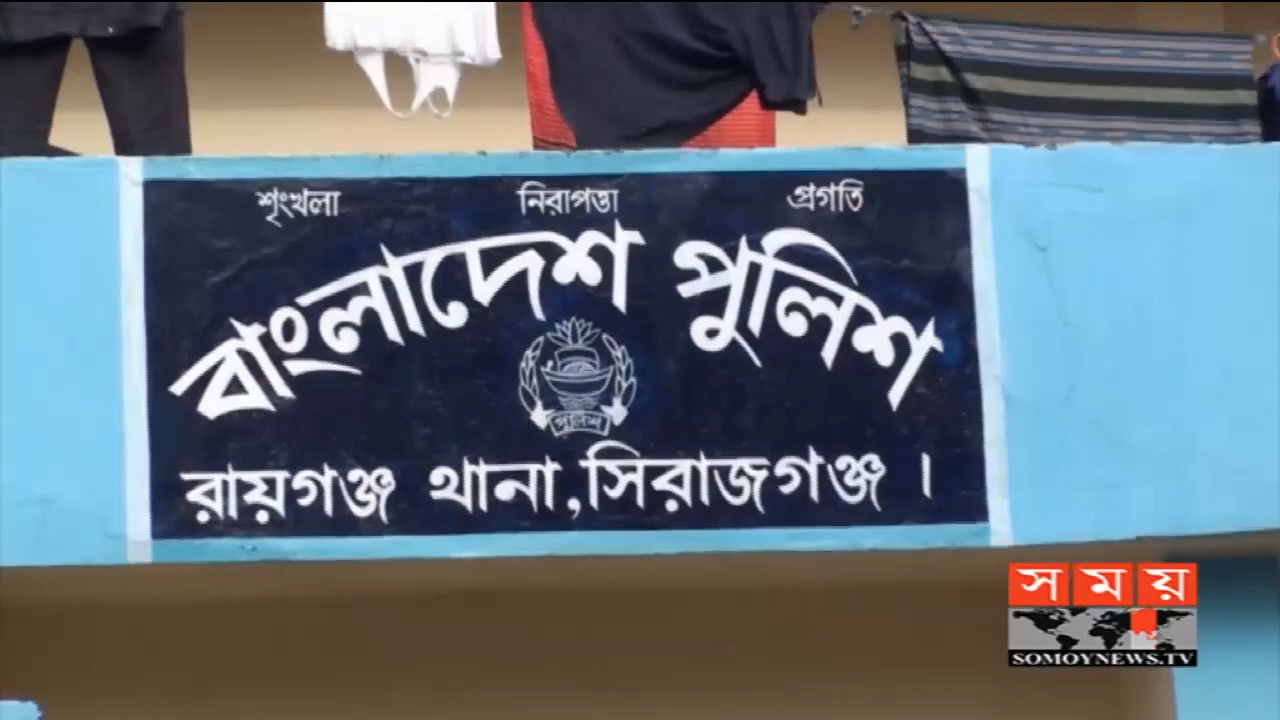 শৃংখলা নিরাপত্তা প্রগতি
বাংলাদেশ পুলিশ
পুলিশ
রায়গঞ্জ থানা, সিরাজগঞ্জ ।
সময়
SOMOYNEWS.TV